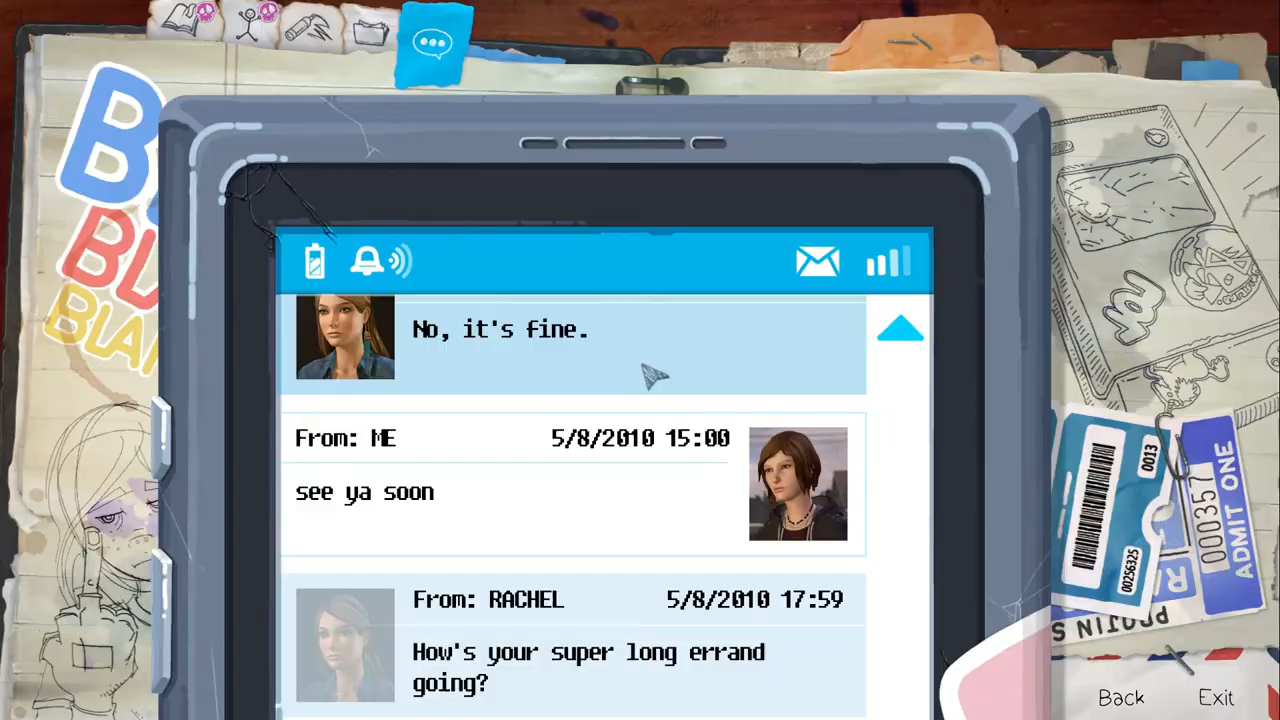 No, it's fine.
From: ME 5/8/2010 15:00
see ya soon
From: RACHEL 5/8/2010 17:59
How's your super long errand
going?
0013
00256325
000357
ADMIT ONE
Back Exit